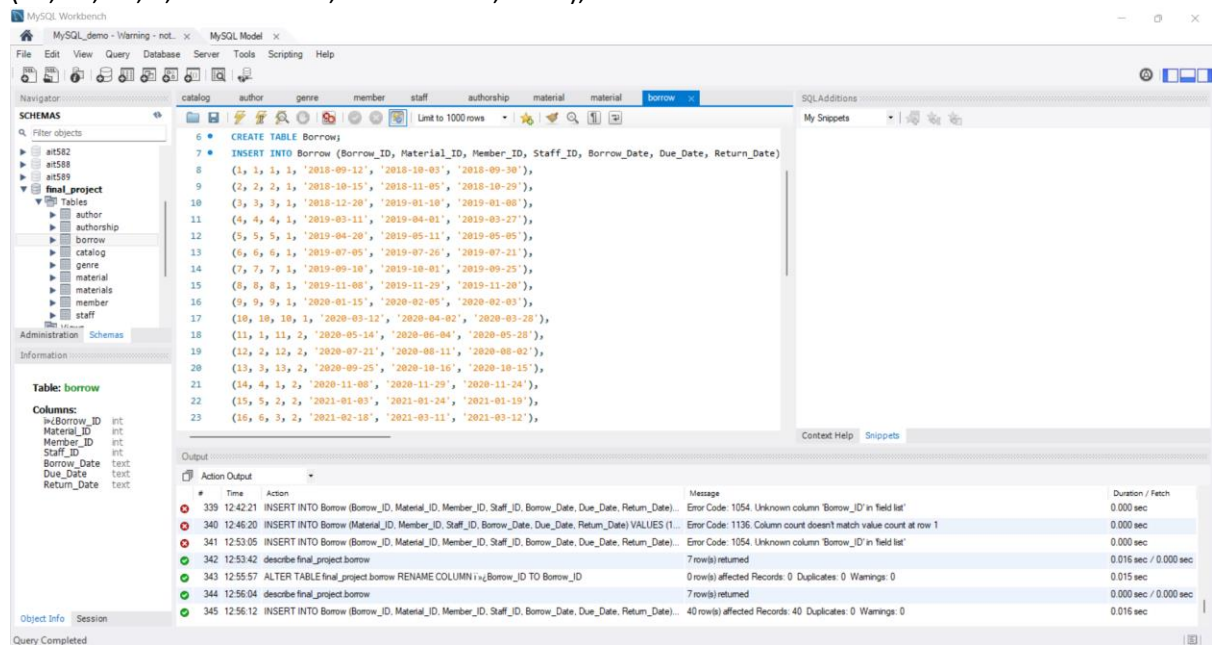 MySQL Workbench
MySQL_demo - Warning - not... × MySQL Model ×
File Edit View Query Database Server Tools Scripting Help
Navigator catalog author genre member staff authorship material material borrow × SQLAdditions
SCHEMAS Limit to 1000 rows My Snippets
Filter objects
ait582
ait588
ait589
final_project
Tables
author
authorship
borrow
catalog
genre
material
materials
member
staff
Administration Schemas
Information
Table: borrow
Columns:
Borrow_ID int
Material_ID int
Member_ID int
Staff_ID int
Borrow_Date text
Due_Date text
Return_Date text
Object Info Session
Query Completed
6 CREATE TABLE Borrow;
7 INSERT INTO Borrow (Borrow_ID, Material_ID, Member_ID, Staff_ID, Borrow_Date, Due_Date, Return_Date)
8 (1, 1, 1, 1, '2018-09-12', '2018-10-03', '2018-09-30'),
9 (2, 2, 2, 1, '2018-10-15', '2018-11-05', '2018-10-29'),
10 (3, 3, 3, 1, '2018-12-20', '2019-01-10', '2019-01-08'),
11 (4, 4, 4, 1, '2019-03-11', '2019-04-01', '2019-03-27'),
12 (5, 5, 5, 1, '2019-04-20', '2019-05-11', '2019-05-05'),
13 (6, 6, 6, 1, '2019-07-05', '2019-07-26', '2019-07-21'),
14 (7, 7, 7, 1, '2019-09-10', '2019-10-01', '2019-09-25'),
15 (8, 8, 8, 1, '2019-11-08', '2019-11-29', '2019-11-20'),
16 (9, 9, 9, 1, '2020-01-15', '2020-02-05', '2020-02-03'),
17 (10, 10, 10, 1, '2020-03-12', '2020-04-02', '2020-03-28'),
18 (11, 1, 11, 2, '2020-05-14', '2020-06-04', '2020-05-28'),
19 (12, 2, 12, 2, '2020-07-21', '2020-08-11', '2020-08-02'),
20 (13, 3, 13, 2, '2020-09-25', '2020-10-16', '2020-10-15'),
21 (14, 4, 1, 2, '2020-11-08', '2020-11-29', '2020-11-24'),
22 (15, 5, 2, 2, '2021-01-03', '2021-01-24', '2021-01-19'),
23 (16, 6, 3, 2, '2021-02-18', '2021-03-11', '2021-03-12'),
Context Help Snippets
Output
Action Output
# Time Action Message Duration / Fetch
339 12:42:21 INSERT INTO Borrow (Borrow_ID, Material_ID, Member_ID, Staff_ID, Borrow_Date, Due_Date, Return_Date)... Error Code: 1054. Unknown column 'Borrow_ID' in 'field list' 0.000 sec
340 12:46:20 INSERT INTO Borrow (Material_ID, Member_ID, Staff_ID, Borrow_Date, Due_Date, Return_Date) VALUES (1... Error Code: 1136. Column count doesn't match value count at row 1 0.000 sec
341 12:53:05 INSERT INTO Borrow (Borrow_ID, Material_ID, Member_ID, Staff_ID, Borrow_Date, Due_Date, Return_Date)... Error Code: 1054. Unknown column 'Borrow_ID' in 'field list' 0.000 sec
342 12:53:42 describe final_project.borrow 7 row(s) returned 0.016 sec / 0.000 sec
343 12:55:57 ALTER TABLE final_project.borrow RENAME COLUMN ï»¿Borrow_ID TO Borrow_ID 0 row(s) affected Records: 0 Duplicates: 0 Warnings: 0 0.015 sec
344 12:56:04 describe final_project.borrow 7 row(s) returned 0.000 sec / 0.000 sec
345 12:56:12 INSERT INTO Borrow (Borrow_ID, Material_ID, Member_ID, Staff_ID, Borrow_Date, Due_Date, Return_Date)... 40 row(s) affected Records: 40 Duplicates: 0 Warnings: 0 0.016 sec